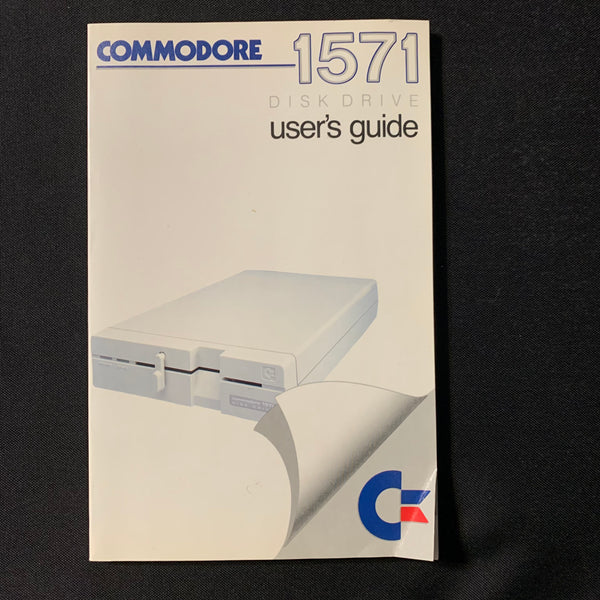 COMMODORE 1571
DISK DRIVE
user's guide